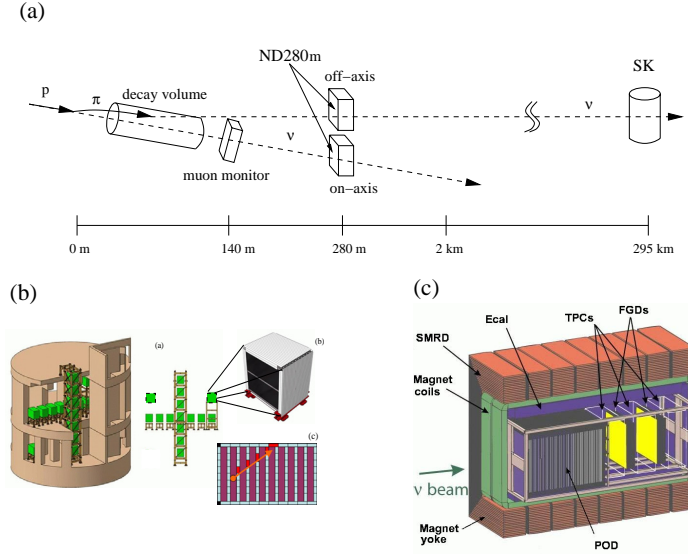 (a)
ND280m
off-axis
SK
p
π
decay volume
ν
ν
muon monitor
on-axis
0 m
140 m
280 m
2 km
295 km
(b)
(a)
(b)
(c)
(c)
SMRD
Ecal
TPCs
FGDs
Magnet
coils
ν beam
Magnet
yoke
POD